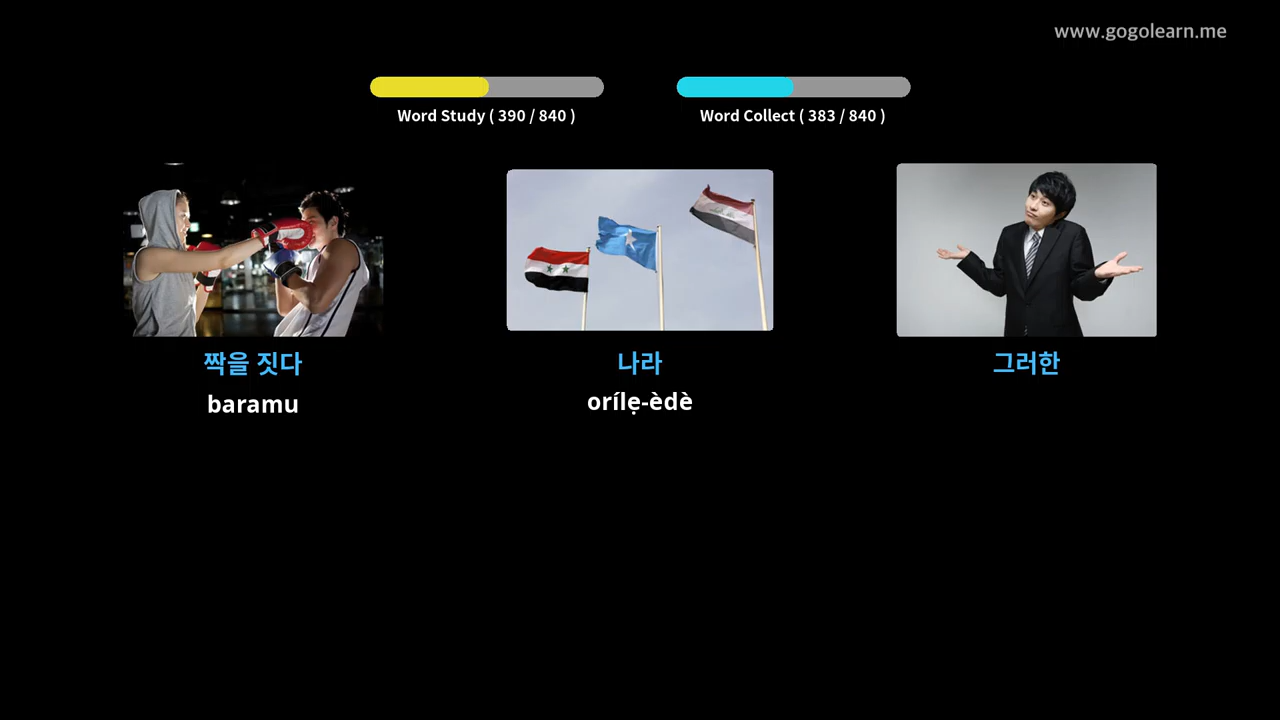 www.gogolearn.me
Word Study ( 390 / 840 )
Word Collect ( 383 / 840 )
짝을 짓다
나라
그러한
baramu
orílẹ-èdè